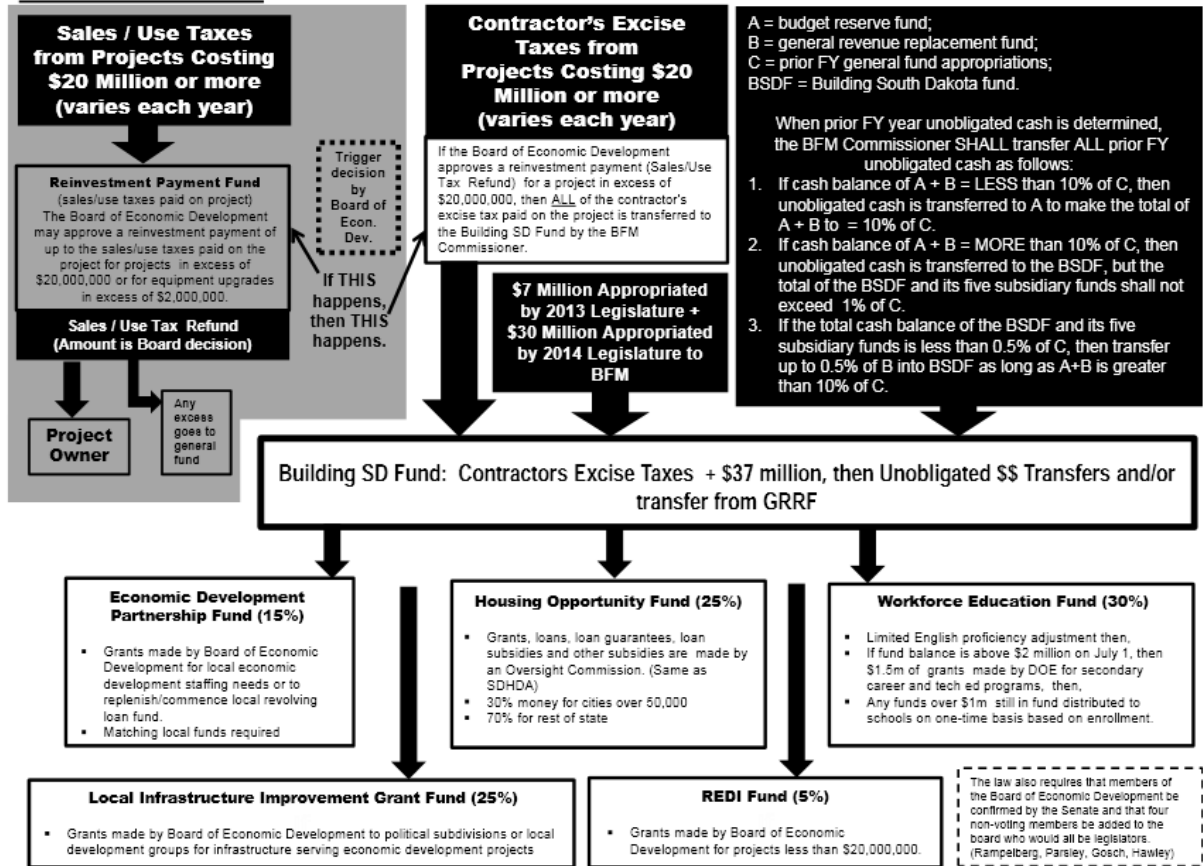 Sales / Use Taxes
from Projects Costing
$20 Million or more
(varies each year)
Reinvestment Payment Fund
(sales/use taxes paid on project)
The Board of Economic Development
may approve a reinvestment payment of
up to the sales/use taxes paid on the
project for projects in excess of
$20,000,000 or for equipment upgrades
in excess of $2,000,000.
Sales / Use Tax Refund
(Amount is Board decision)
Project
Owner
Any
excess
goes to
general
fund
Trigger
decision
by
Board of
Econ.
Dev.
If THIS
happens,
then THIS
happens.
Contractor's Excise
Taxes from
Projects Costing $20
Million or more
(varies each year)
If the Board of Economic Development
approves a reinvestment payment (Sales/Use
Tax Refund) for a project in excess of
$20,000,000, then ALL of the contractor's
excise tax paid on the project is transferred to
the Building SD Fund by the BFM
Commissioner.
$7 Million Appropriated
by 2013 Legislature +
$30 Million Appropriated
by 2014 Legislature to
BFM
A = budget reserve fund;
B = general revenue replacement fund;
C = prior FY general fund appropriations;
BSDF = Building South Dakota fund.
When prior FY year unobligated cash is determined,
the BFM Commissioner SHALL transfer ALL prior FY
unobligated cash as follows:
1. If cash balance of A + B = LESS than 10% of C, then
unobligated cash is transferred to A to make the total of
A + B to = 10% of C.
2. If cash balance of A + B = MORE than 10% of C, then
unobligated cash is transferred to the BSDF, but the
total of the BSDF and its five subsidiary funds shall not
exceed 1% of C.
3. If the total cash balance of the BSDF and its five
subsidiary funds is less than 0.5% of C, then transfer
up to 0.5% of B into BSDF as long as A+B is greater
than 10% of C.
Building SD Fund: Contractors Excise Taxes + $37 million, then Unobligated $$ Transfers and/or
transfer from GRRF
Economic Development
Partnership Fund (15%)
▪ Grants made by Board of Economic
Development for local economic
development staffing needs or to
replenish/commence local revolving
loan fund.
▪ Matching local funds required
Housing Opportunity Fund (25%)
▪ Grants, loans, loan guarantees, loan
subsidies and other subsidies are made by
an Oversight Commission. (Same as
SDHDA)
▪ 30% money for cities over 50,000
▪ 70% for rest of state
Workforce Education Fund (30%)
▪ Limited English proficiency adjustment then,
▪ If fund balance is above $2 million on July 1, then
$1.5m of grants made by DOE for secondary
career and tech ed programs, then,
▪ Any funds over $1m still in fund distributed to
schools on one-time basis based on enrollment.
Local Infrastructure Improvement Grant Fund (25%)
▪ Grants made by Board of Economic Development to political subdivisions or local
development groups for infrastructure serving economic development projects
REDI Fund (5%)
▪ Grants made by Board of Economic
Development for projects less than $20,000,000.
The law also requires that members of
the Board of Economic Development be
confirmed by the Senate and that four
non-voting members be added to the
board who would all be legislators.
(Rampelberg, Parsley, Gosch, Hawley)